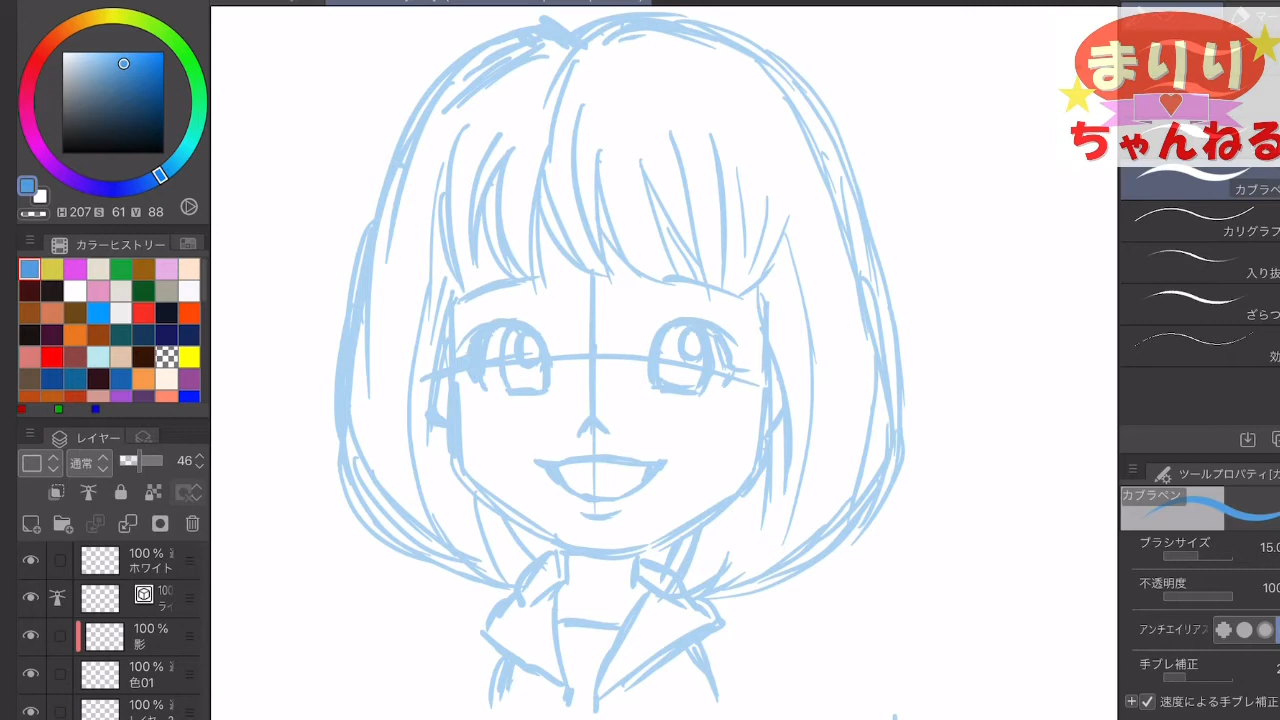 まりり
ちゃんねる
H 207 S 61 V 88
カラーヒストリー
レイヤー
通常
46
100 %
ホワイト
100
100 %
影
100 %
色01
100 %
カブラペ
カリグラフ
入り抜
ざらつ
効
ツールプロパティ[カ
カブラペン
ブラシサイズ
15.0
不透明度
アンチエイリアス
手ブレ補正
速度による手ブレ補正